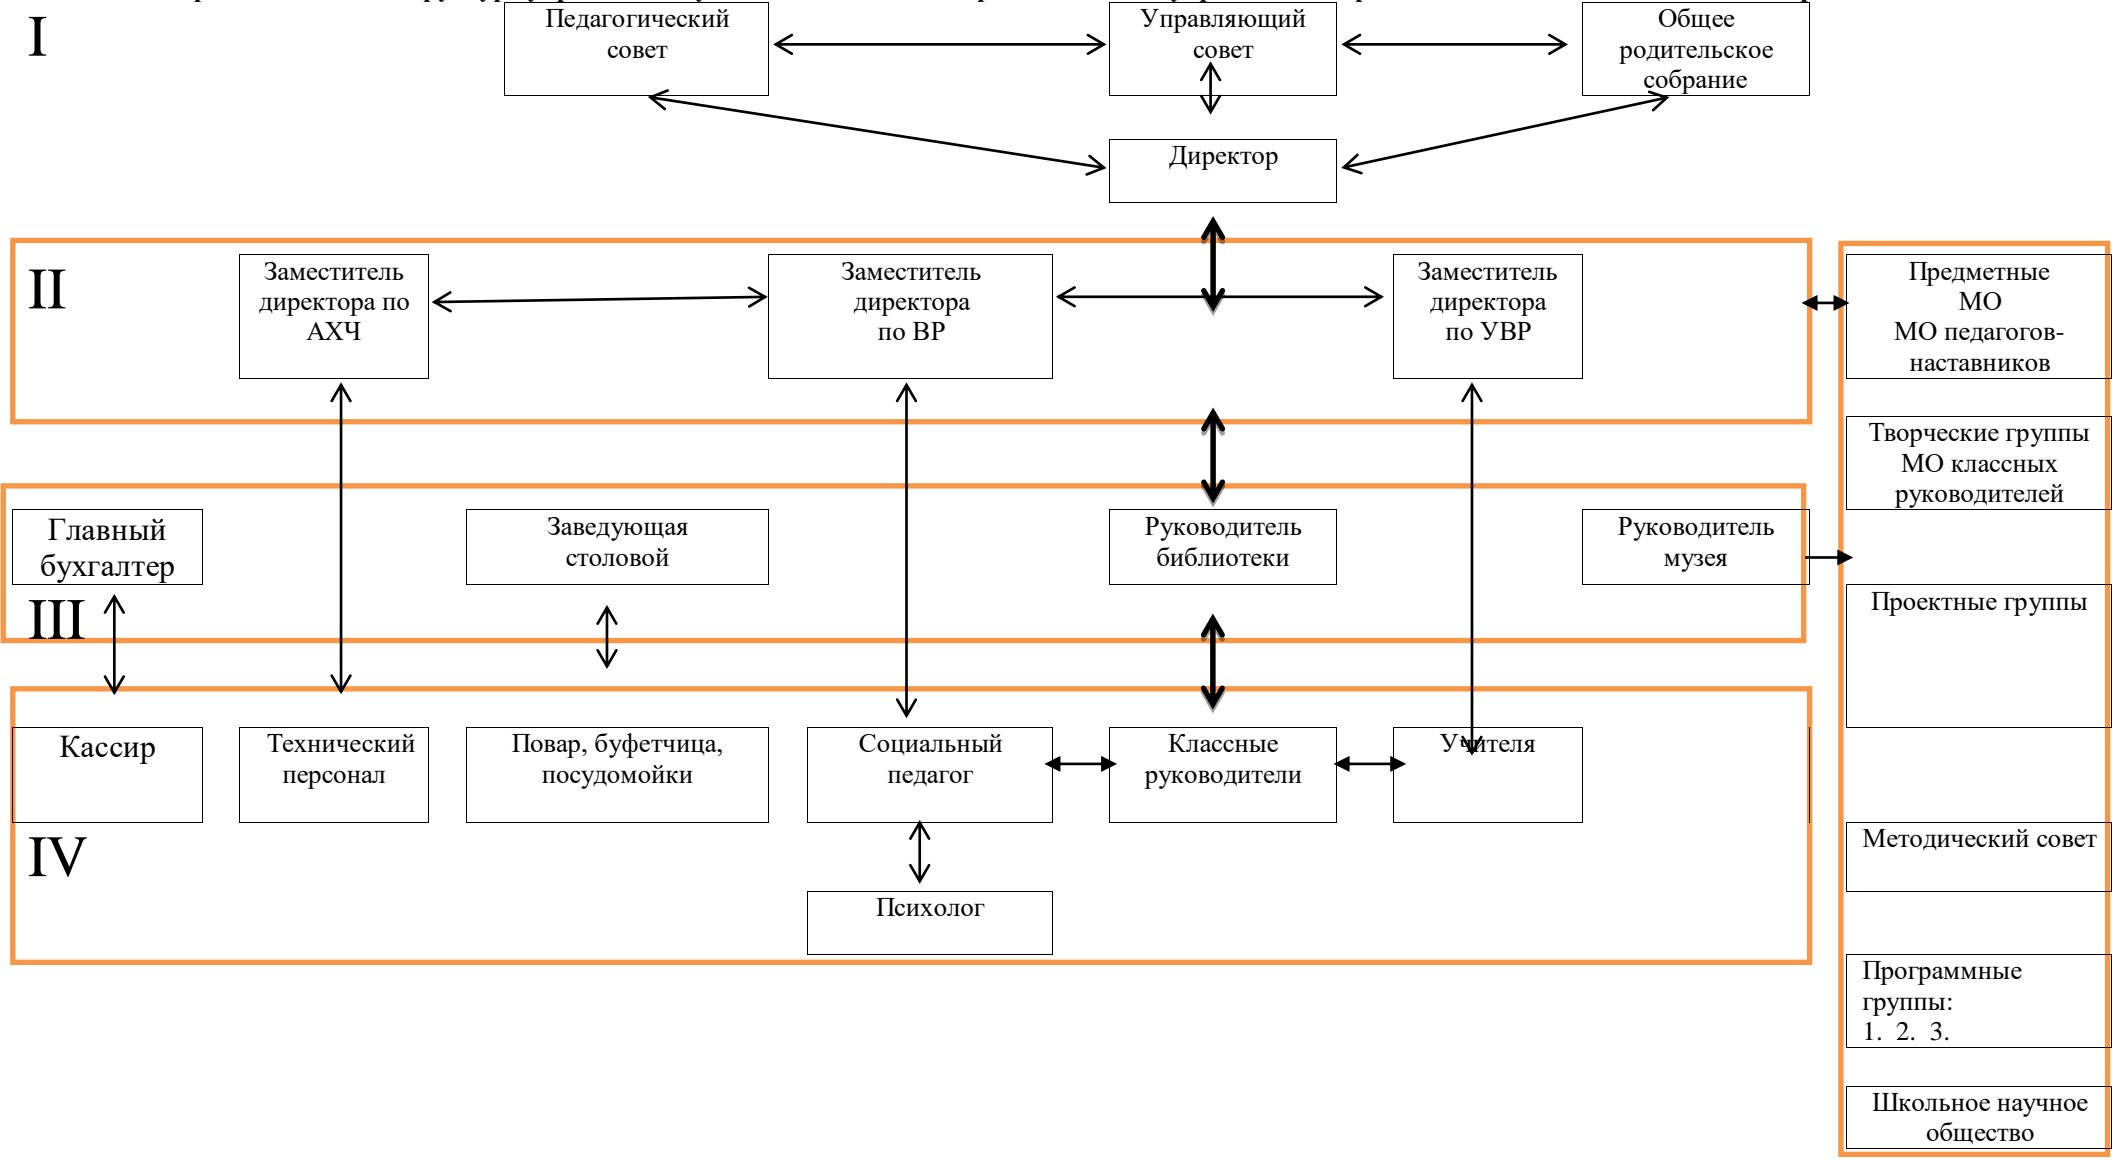 I
Педагогический
совет
Управляющий
совет
Общее
родительское
собрание
Директор
II
Заместитель
директора по
АХЧ
Заместитель
директора
по ВР
Заместитель
директора
по УВР
Предметные
МО
МО педагогов-
наставников
Творческие группы
МО классных
руководителей
Главный
бухгалтер
Заведующая
столовой
Руководитель
библиотеки
Руководитель
музея
III
Проектные группы
Кассир
Технический
персонал
Повар, буфетчица,
посудомойки
Социальный
педагог
Классные
руководители
Учителя
IV
Методический совет
Психолог
Программные
группы:
1. 2. 3.
Школьное научное
общество